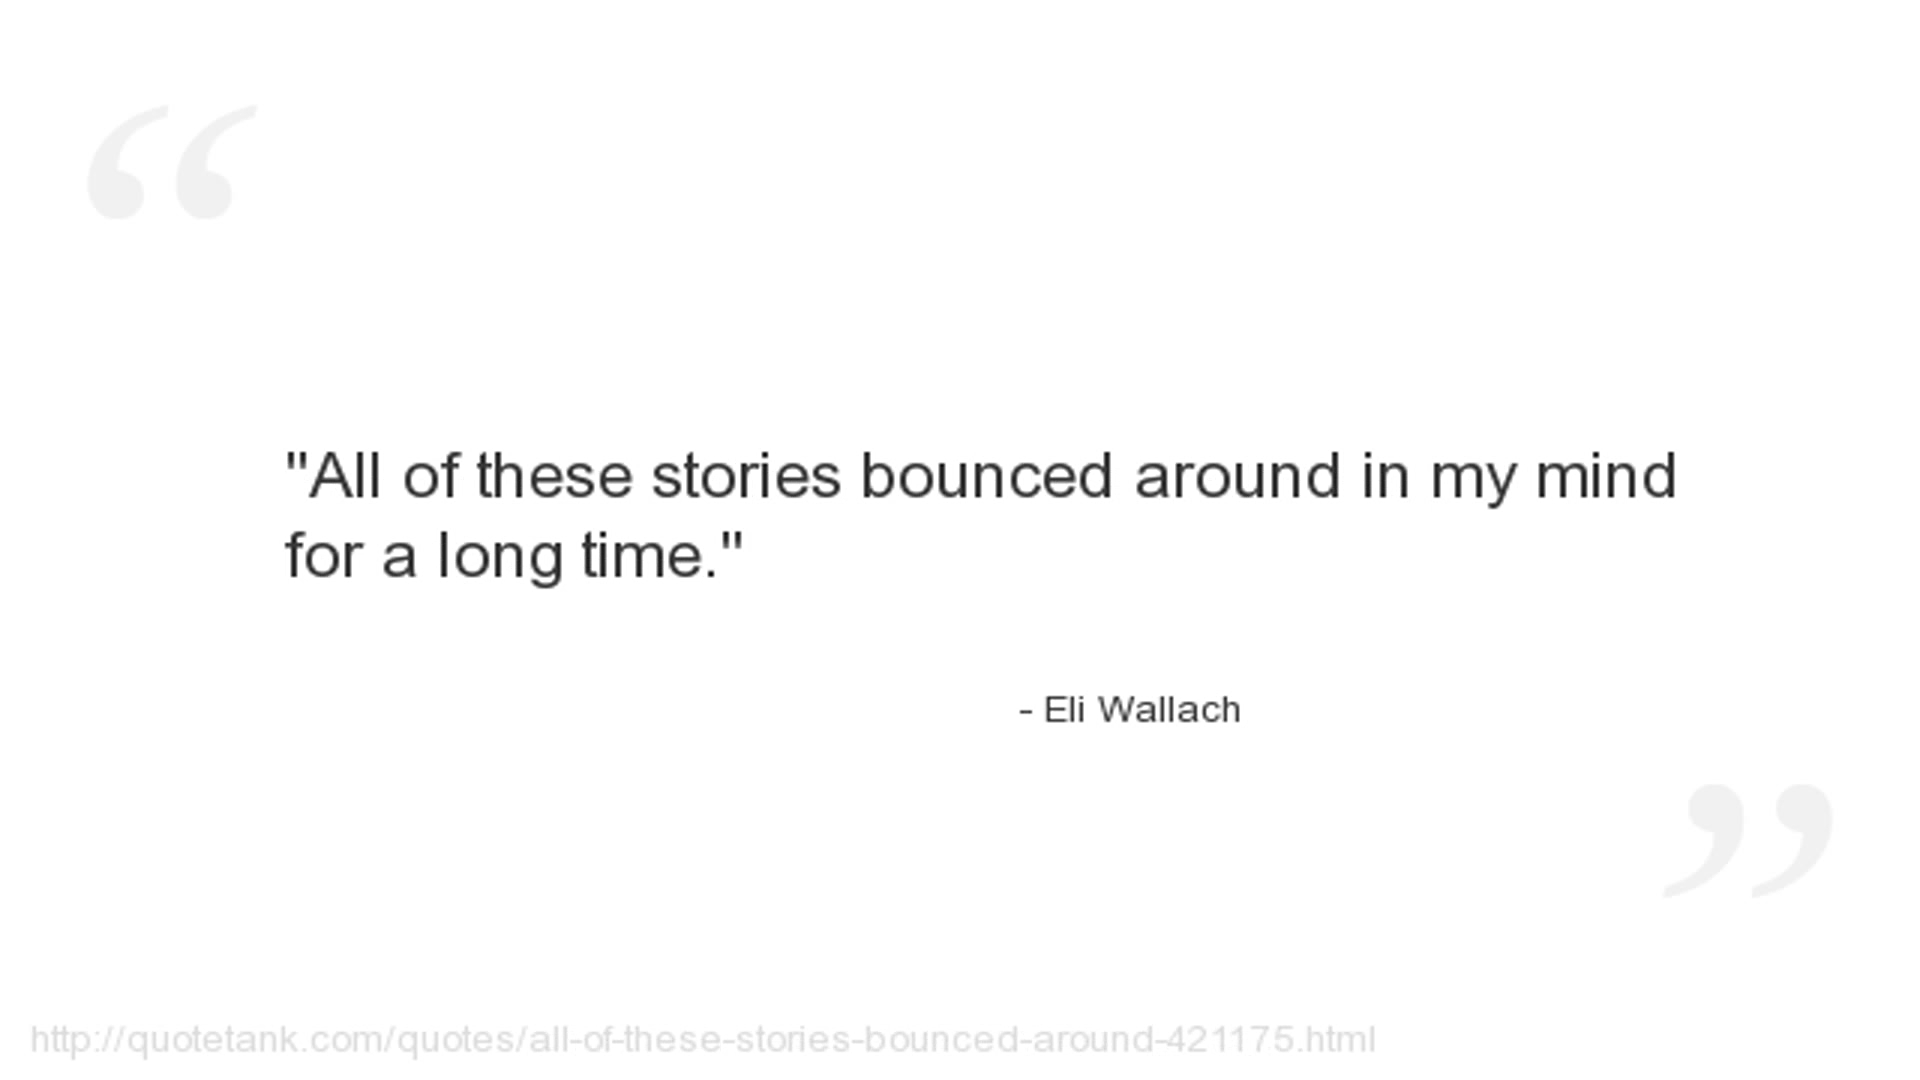 "All of these stories bounced around in my mind
for a long time."
- Eli Wallach
http://quotetank.com/quotes/all-of-these-stories-bounced-around-421175.html